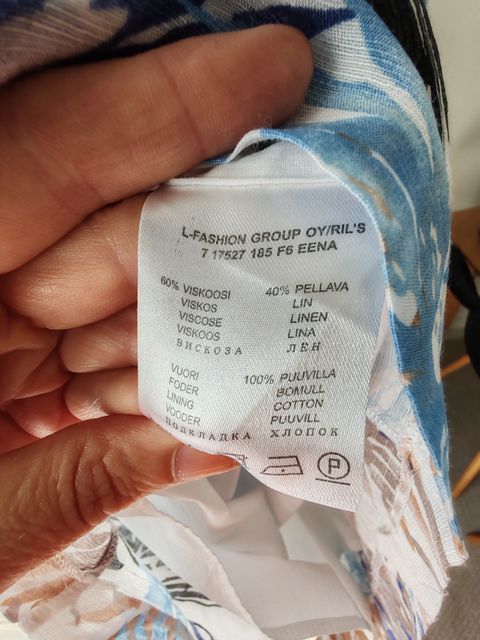 L-FASHION GROUP OY/RIL'S
7 17527 185 F6 EENA
60% VISKOOSI 40% PELLAVA
VISKOS LIN
VISCOSE LINEN
VISKOOS LINA
ВИСКОЗА ЛЕН
VUORI 100% PUUVILLA
FODER BOMULL
LINING COTTON
VOODER PUUVILL
ПОДКЛАДКА ХЛОПОК
P